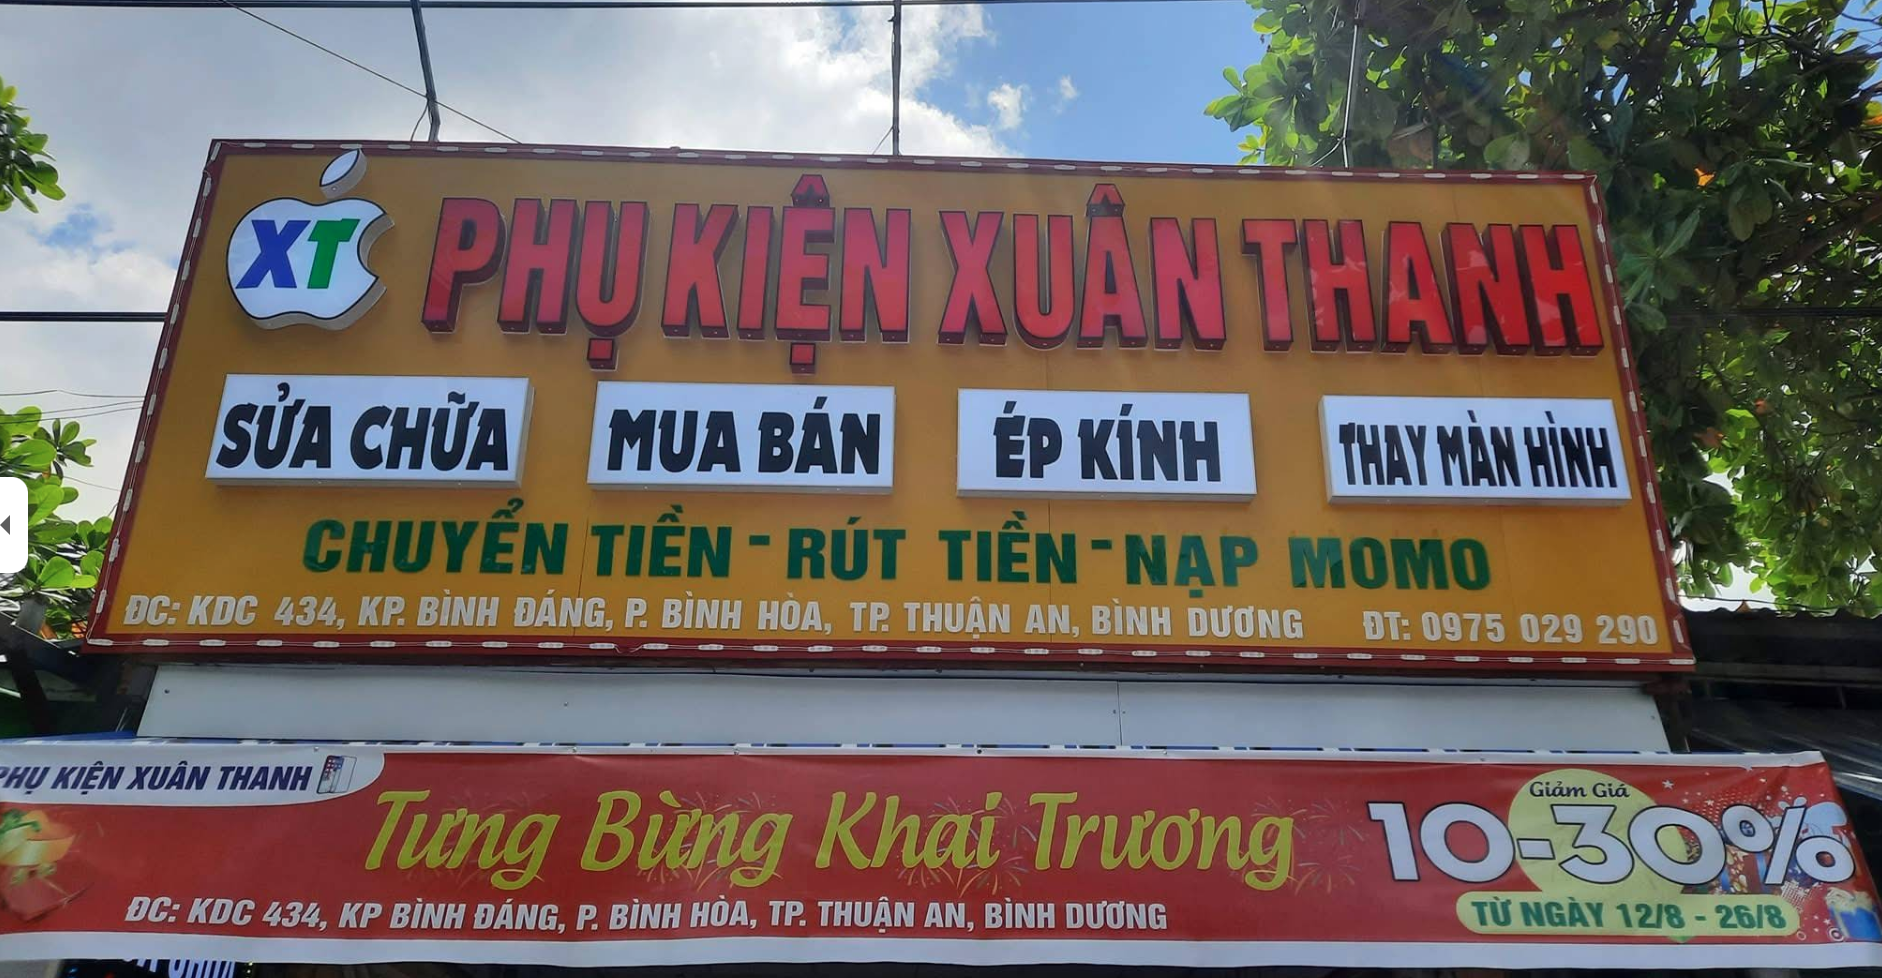 XT
PHỤ KIỆN XUÂN THANH
SỬA CHỮA
MUA BÁN
ÉP KÍNH
THAY MÀN HÌNH
CHUYỂN TIỀN - RÚT TIỀN - NẠP MOMO
ĐC: KDC 434, KP. BÌNH ĐÁNG, P. BÌNH HÒA, TP. THUẬN AN, BÌNH DƯƠNG ĐT: 0975 029 290
PHỤ KIỆN XUÂN THANH
Tưng Bừng Khai Trương
Giảm Giá
10-30%
TỪ NGÀY 12/8 - 26/8
ĐC: KDC 434, KP BÌNH ĐÁNG, P. BÌNH HÒA, TP. THUẬN AN, BÌNH DƯƠNG